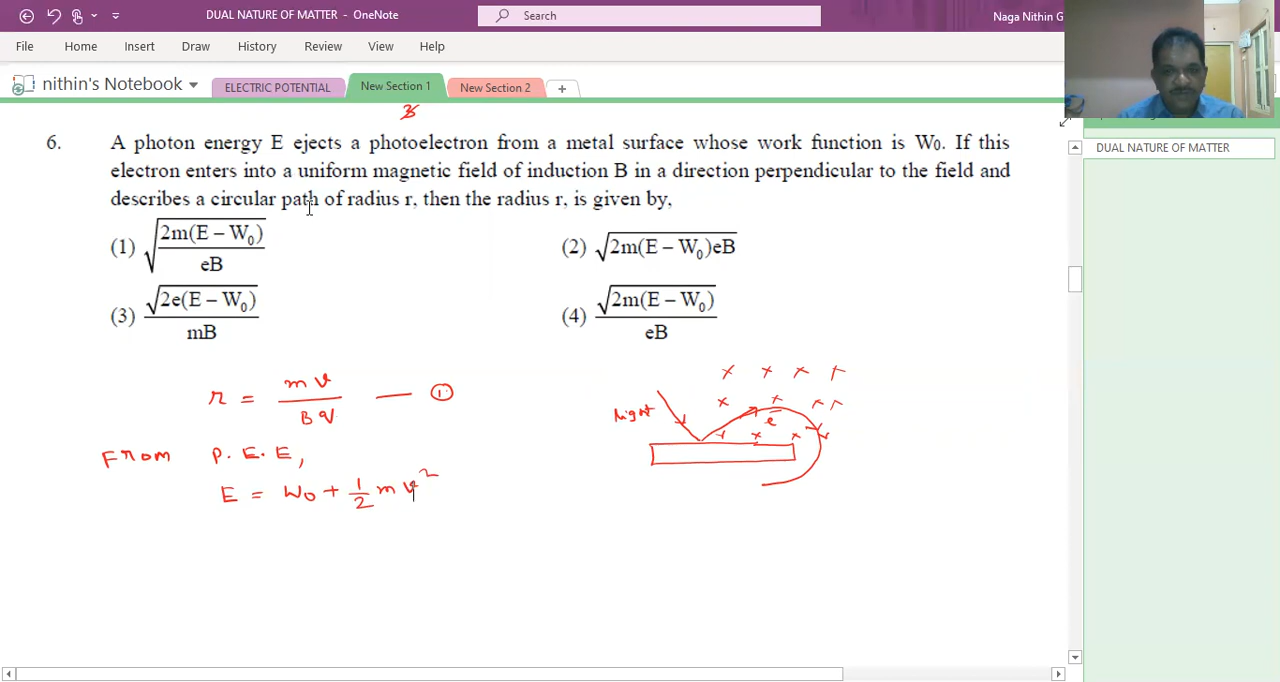 DUAL NATURE OF MATTER - OneNote
Search
Naga Nithin G
File Home Insert Draw History Review View Help
nithin's Notebook
ELECTRIC POTENTIAL
New Section 1
New Section 2
DUAL NATURE OF MATTER
6. A photon energy E ejects a photoelectron from a metal surface whose work function is W₀. If this
electron enters into a uniform magnetic field of induction B in a direction perpendicular to the field and
describes a circular path of radius r, then the radius r, is given by,
(1) √(2m(E – W₀)/eB) (2) √(2m(E – W₀)eB)
(3) √(2e(E – W₀))/mB (4) √(2m(E – W₀))/eB
r = mv/Bq — ①
light
e
From P.E.E,
E = W₀ + 1/2 mv²